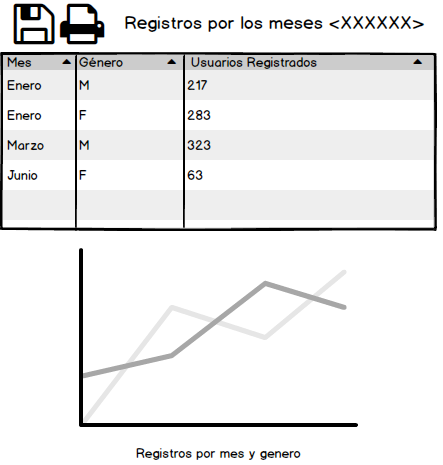 Registros por los meses <XXXXXX>
Mes Género Usuarios Registrados
Enero M 217
Enero F 283
Marzo M 323
Junio F 63
Registros por mes y genero